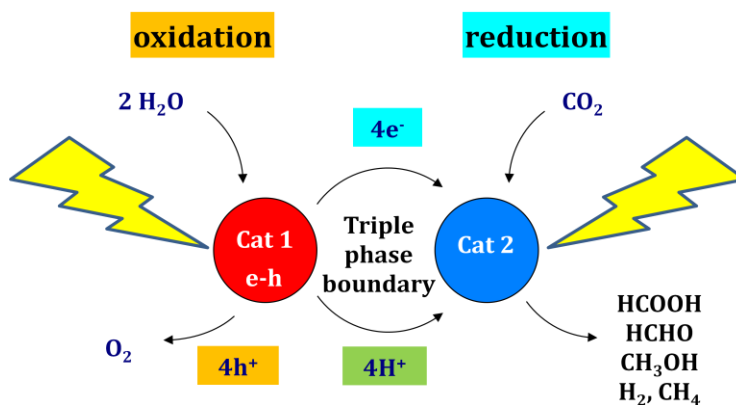 oxidation
reduction
2 H₂O
CO₂
4e⁻
Cat 1
e-h
Triple
phase
boundary
Cat 2
O₂
4h⁺
4H⁺
HCOOH
HCHO
CH₃OH
H₂, CH₄